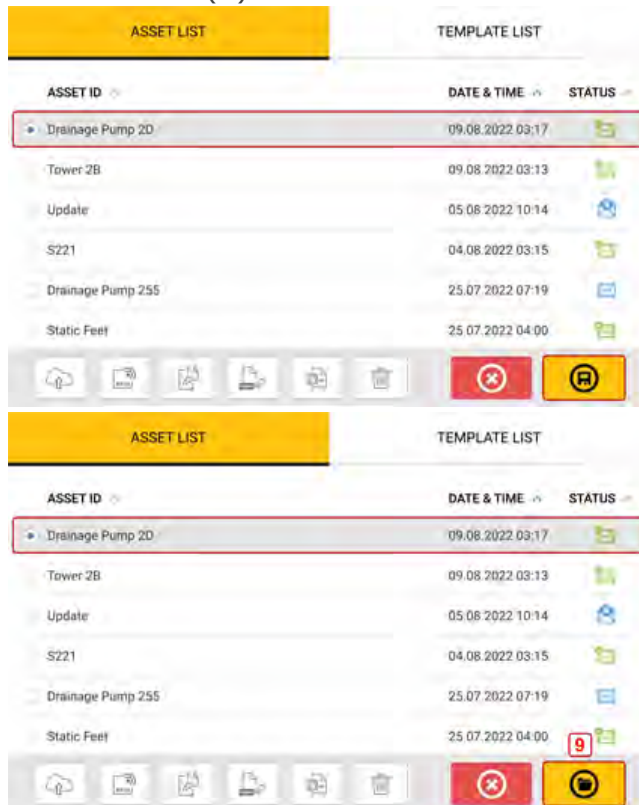 ASSET LIST TEMPLATE LIST
ASSET ID DATE & TIME STATUS
Drainage Pump 2D 09.08.2022 03:17
Tower 2B 09.08.2022 03:13
Update 05.08.2022 10:14
S221 04.08.2022 03:15
Drainage Pump 255 25.07.2022 07:19
Static Feet 25.07.2022 04:00
ASSET LIST TEMPLATE LIST
ASSET ID DATE & TIME STATUS
Drainage Pump 2D 09.08.2022 03:17
Tower 2B 09.08.2022 03:13
Update 05.08.2022 10:14
S221 04.08.2022 03:15
Drainage Pump 255 25.07.2022 07:19
Static Feet 25.07.2022 04:00
9